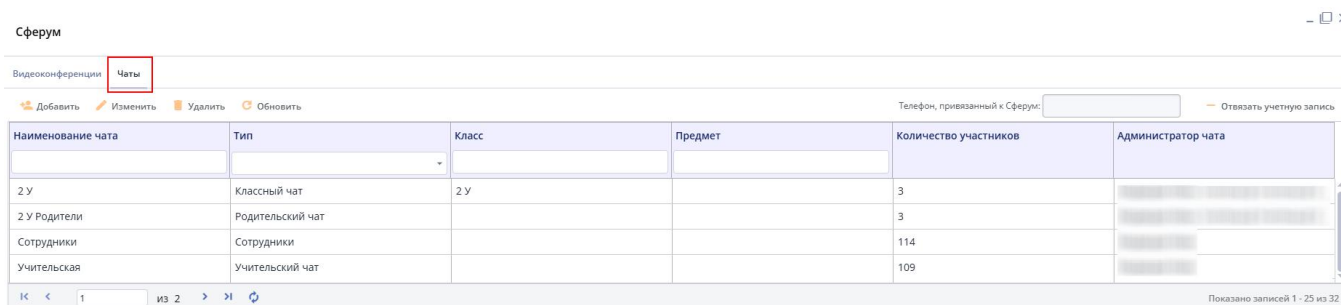 Сферум
Видеоконференции Чаты
Добавить Изменить Удалить Обновить Телефон, привязанный к Сферум: Отвязать учетную запись
Наименование чата Тип Класс Предмет Количество участников Администратор чата
2 У Классный чат 2 У 3
2 У Родители Родительский чат 3
Сотрудники Сотрудники 114
Учительская Учительский чат 109
1 из 2 Показано записей 1 - 25 из 32